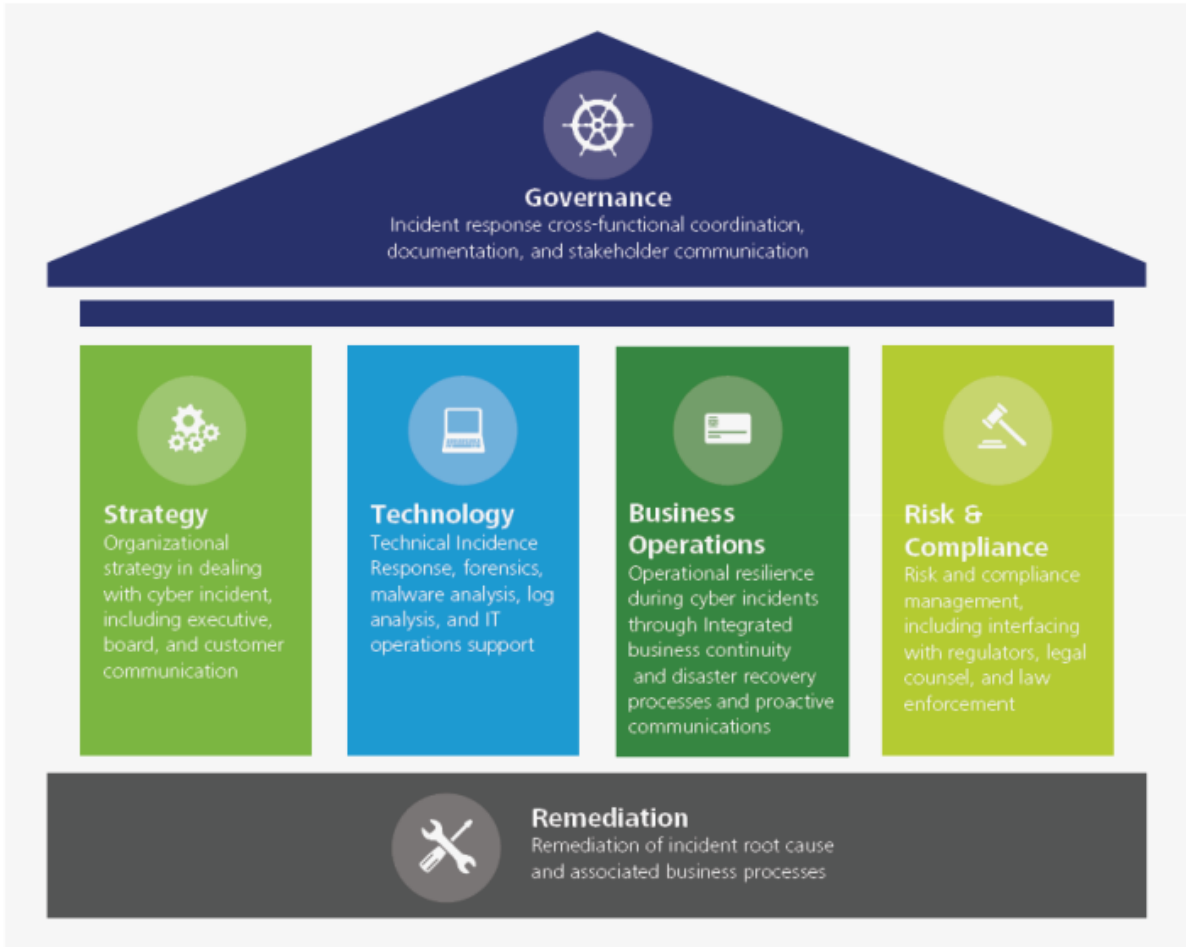 Governance
Incident response cross-functional coordination,
documentation, and stakeholder communication
Strategy
Organizational
strategy in dealing
with cyber incident,
including executive,
board, and customer
communication
Technology
Technical Incidence
Response, forensics,
malware analysis, log
analysis, and IT
operations support
Business
Operations
Operational resilience
during cyber incidents
through Integrated
business continuity
and disaster recovery
processes and proactive
communications
Risk &
Compliance
Risk and compliance
management,
including interfacing
with regulators, legal
counsel, and law
enforcement
Remediation
Remediation of incident root cause
and associated business processes